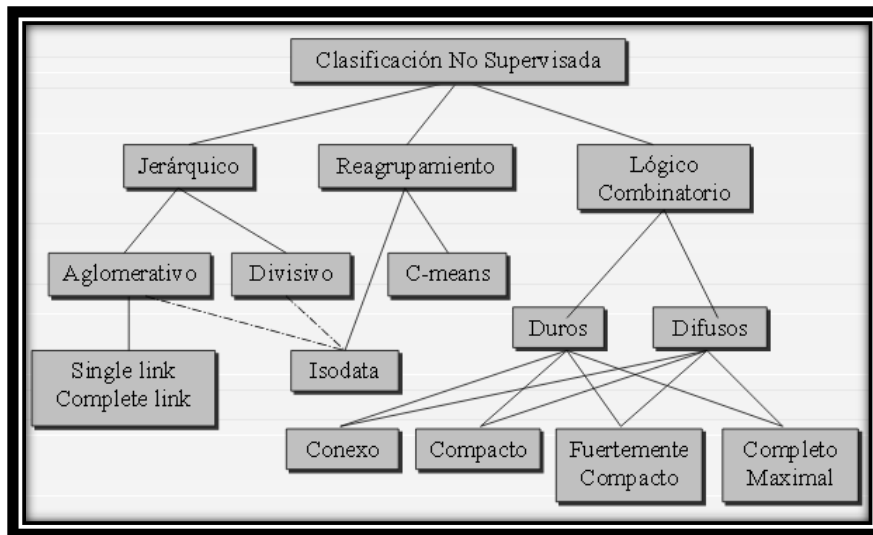 Clasificación No Supervisada
Jerárquico
Reagrupamiento
Lógico
Combinatorio
Aglomerativo
Divisivo
C-means
Duros
Difusos
Single link
Complete link
Isodata
Conexo
Compacto
Fuertemente
Compacto
Completo
Maximal